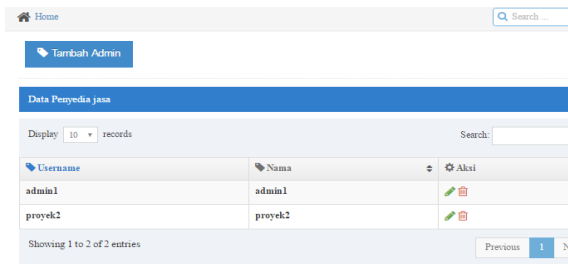 Home
Search ...
Tambah Admin
Data Penyedia jasa
Display 10 records
Search:
Username Nama Aksi
admin1 admin1
proyek2 proyek2
Showing 1 to 2 of 2 entries
Previous 1 N